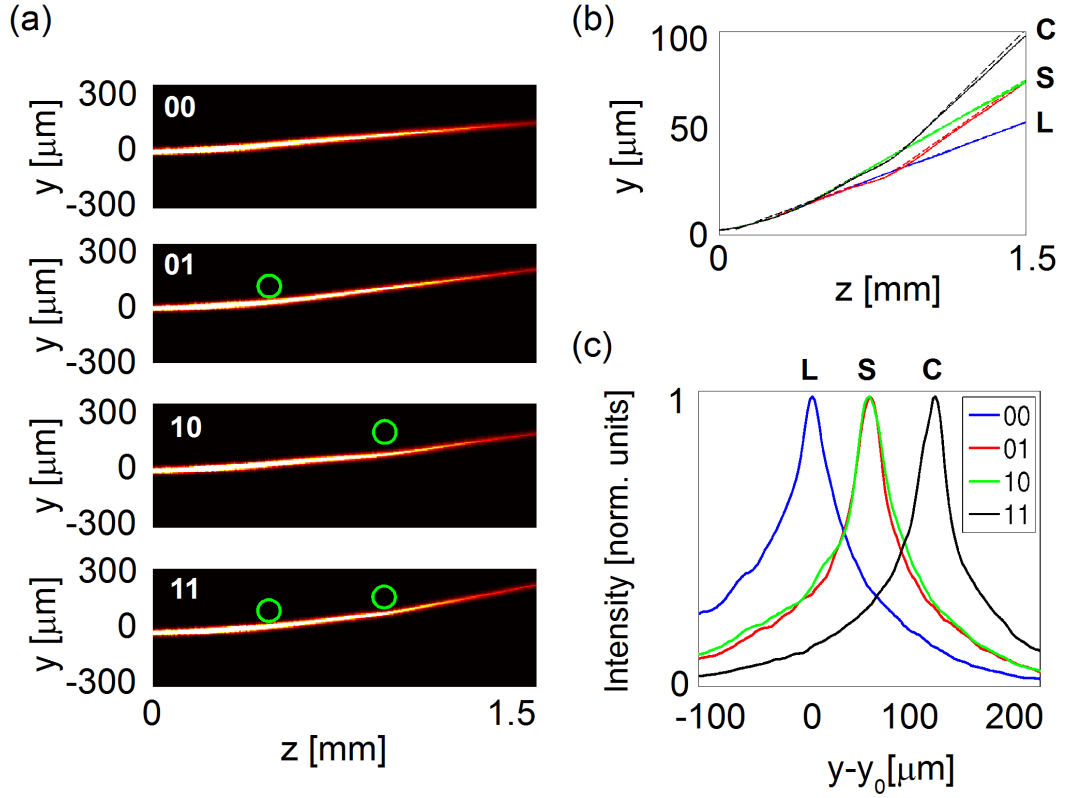 (a)
300
00
y [μm]
0
-300
300
01
y [μm]
0
-300
300
10
y [μm]
0
-300
300
11
y [μm]
0
-300
0
1.5
z [mm]
(b)
100
C
S
y [μm]
50
L
0
0
1.5
z [mm]
(c)
L S C
1
Intensity [norm. units]
00
01
10
11
0
-100 0 100 200
y-y₀[μm]